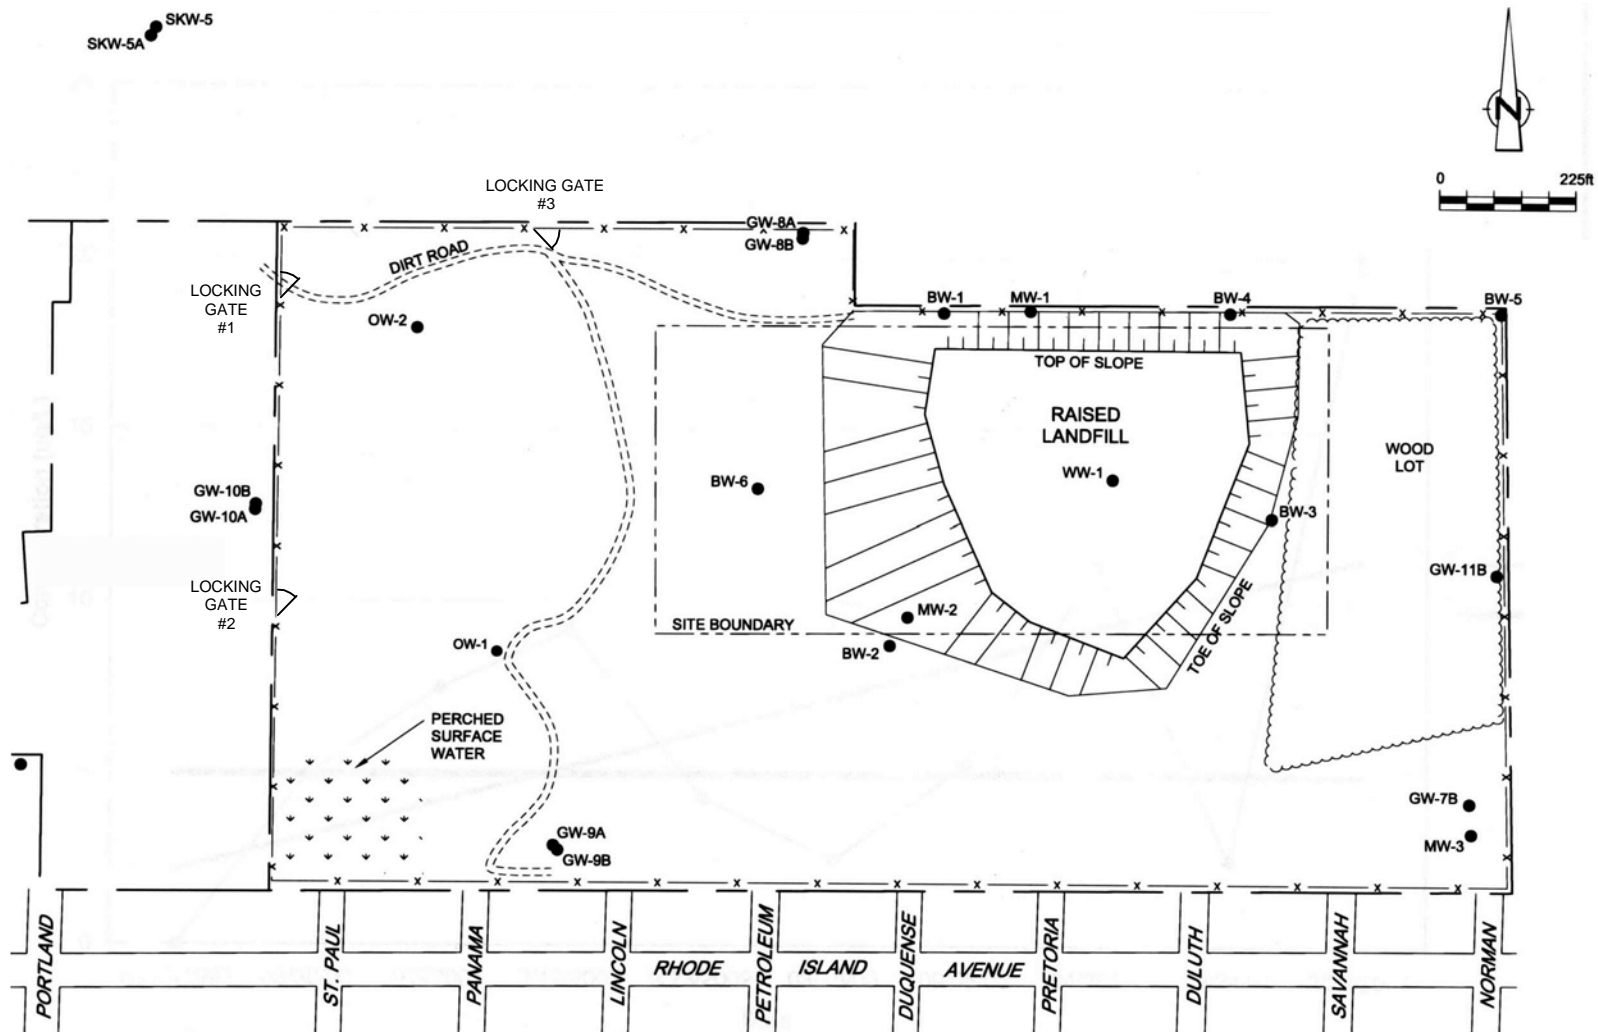 SKW-5
SKW-5A
N
0 225ft
LOCKING GATE
#3
GW-8A
GW-8B
DIRT ROAD
LOCKING
GATE
#1
OW-2
BW-1
MW-1
BW-4
BW-5
TOP OF SLOPE
RAISED
LANDFILL
WOOD
LOT
WW-1
BW-6
GW-10B
GW-10A
BW-3
GW-11B
LOCKING
GATE
#2
MW-2
SITE BOUNDARY
BW-2
TOE OF SLOPE
OW-1
PERCHED
SURFACE
WATER
GW-7B
MW-3
GW-9A
GW-9B
PORTLAND
ST. PAUL
PANAMA
LINCOLN
PETROLEUM
DUQUENSE
PRETORIA
DULUTH
SAVANNAH
NORMAN
RHODE ISLAND AVENUE